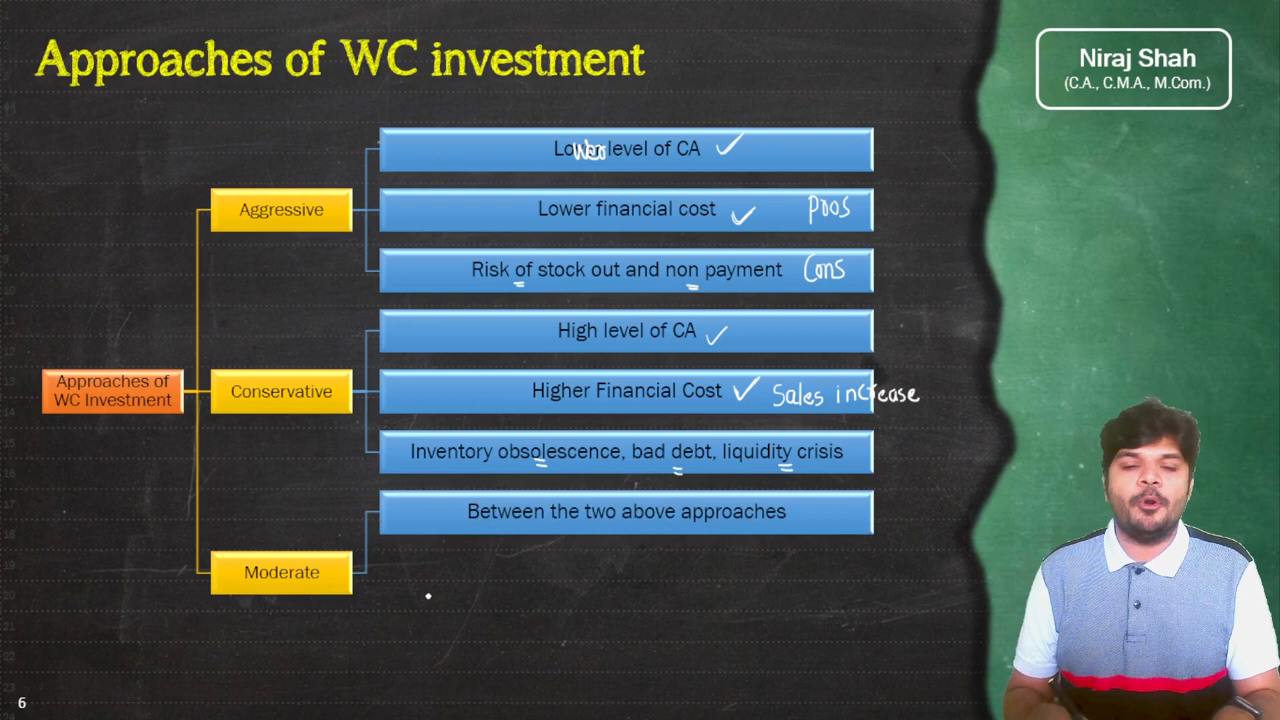 Approaches of WC investment
Niraj Shah
(C.A., C.M.A., M.Com.)
Lower level of CA
Aggressive
Lower financial cost
Pros
Risk of stock out and non payment
Cons
High level of CA
Approaches of
WC Investment
Conservative
Higher Financial Cost
Sales increase
Inventory obsolescence, bad debt, liquidity crisis
Between the two above approaches
Moderate
6